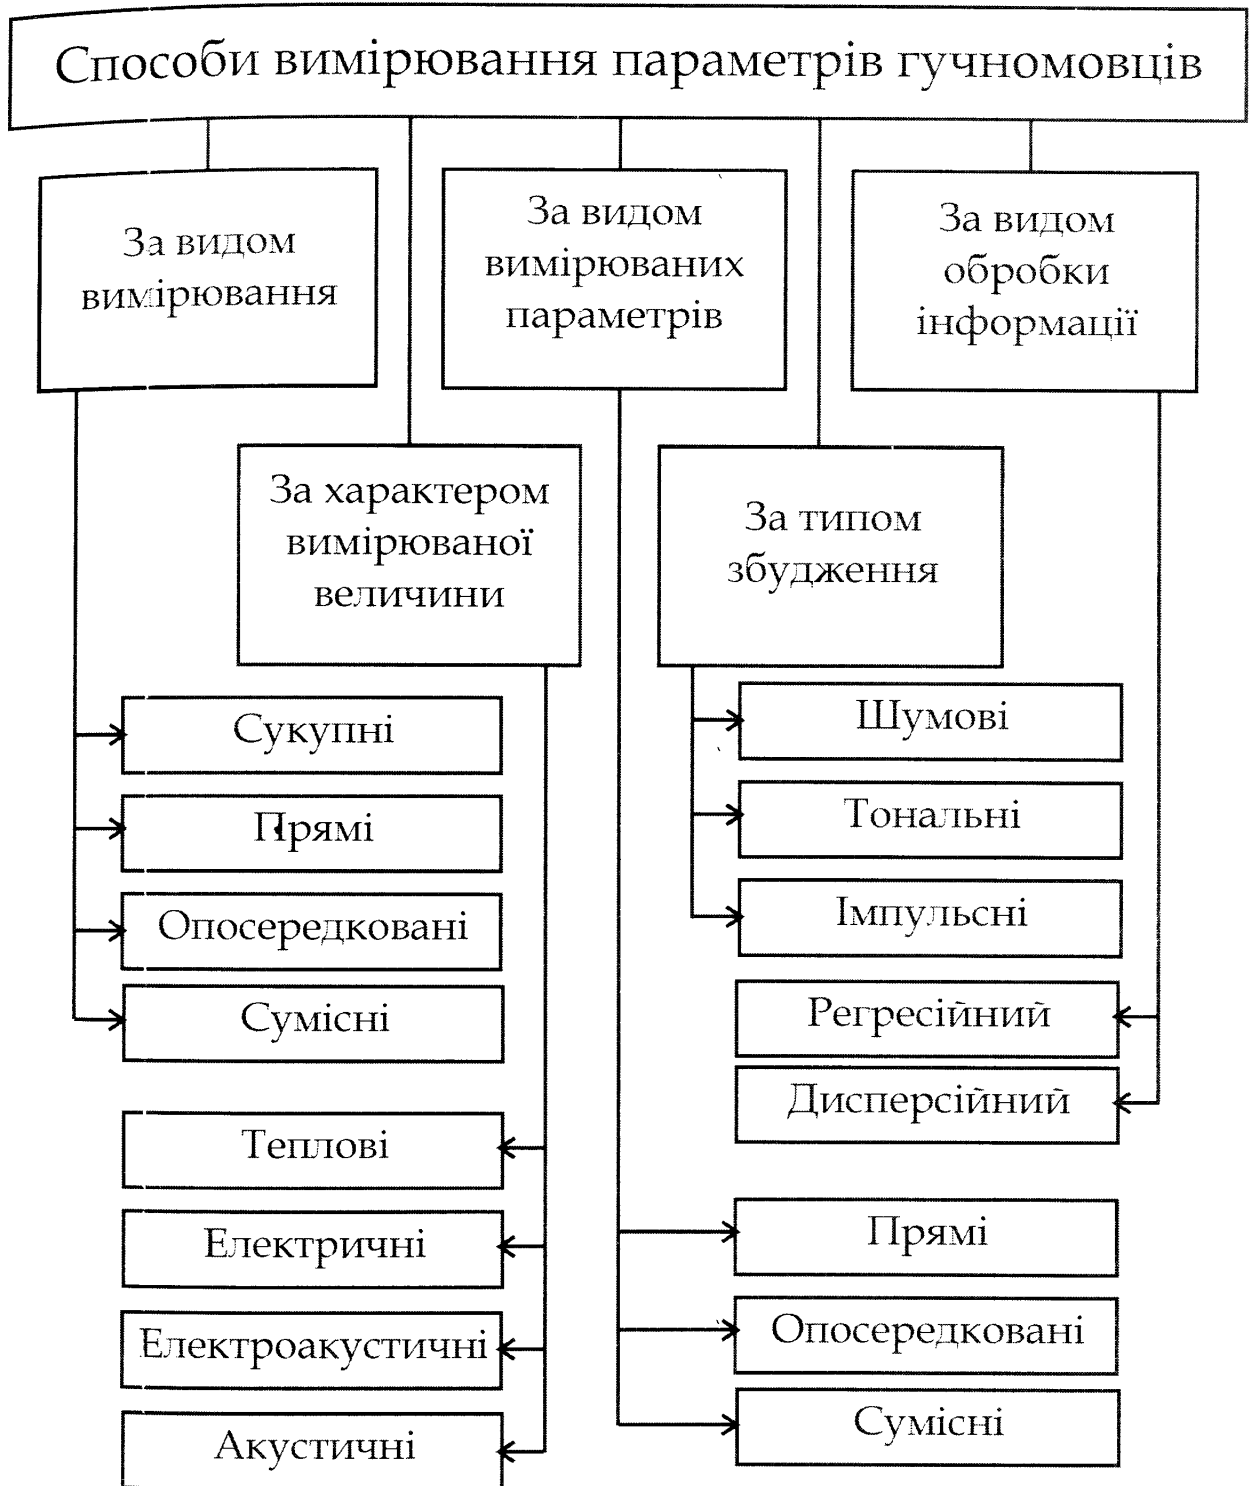 Способи вимірювання параметрів гучномовців
За видом
вимірювання
За видом
вимірюваних
параметрів
За видом
обробки
інформації
За характером
вимірюваної
величини
За типом
збудження
Сукупні
Прямі
Опосередковані
Сумісні
Теплові
Електричні
Електроакустичні
Акустичні
Шумові
Тональні
Імпульсні
Регресійний
Дисперсійний
Прямі
Опосередковані
Сумісні